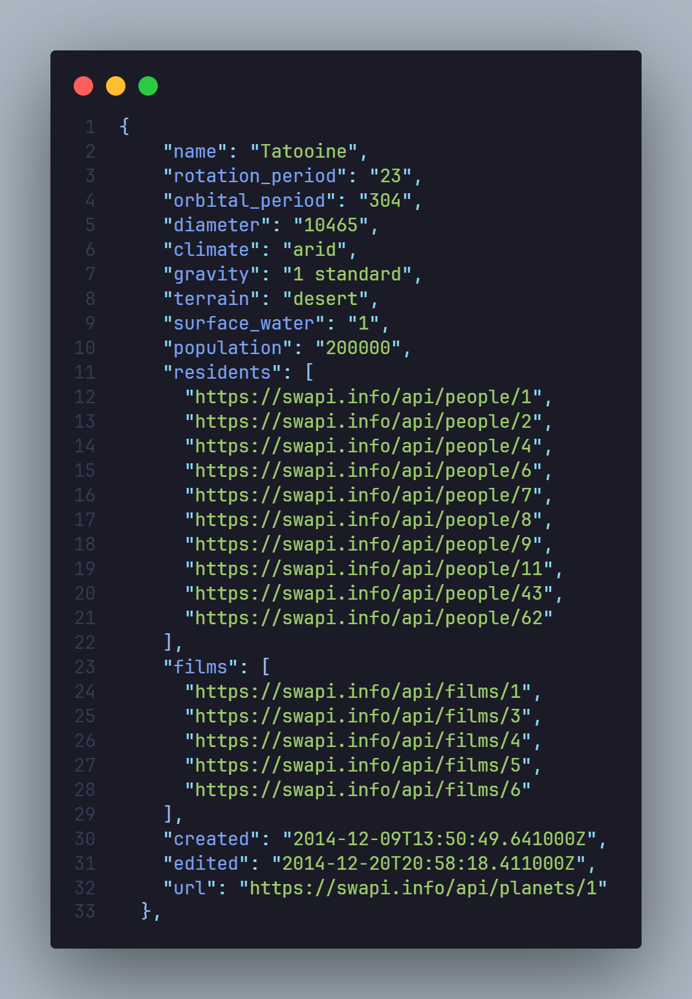 1 {
2     "name": "Tatooine",
3     "rotation_period": "23",
4     "orbital_period": "304",
5     "diameter": "10465",
6     "climate": "arid",
7     "gravity": "1 standard",
8     "terrain": "desert",
9     "surface_water": "1",
10     "population": "200000",
11     "residents": [
12       "https://swapi.info/api/people/1",
13       "https://swapi.info/api/people/2",
14       "https://swapi.info/api/people/4",
15       "https://swapi.info/api/people/6",
16       "https://swapi.info/api/people/7",
17       "https://swapi.info/api/people/8",
18       "https://swapi.info/api/people/9",
19       "https://swapi.info/api/people/11",
20       "https://swapi.info/api/people/43",
21       "https://swapi.info/api/people/62"
22     ],
23     "films": [
24       "https://swapi.info/api/films/1",
25       "https://swapi.info/api/films/3",
26       "https://swapi.info/api/films/4",
27       "https://swapi.info/api/films/5",
28       "https://swapi.info/api/films/6"
29     ],
30     "created": "2014-12-09T13:50:49.641000Z",
31     "edited": "2014-12-20T20:58:18.411000Z",
32     "url": "https://swapi.info/api/planets/1"
33   },